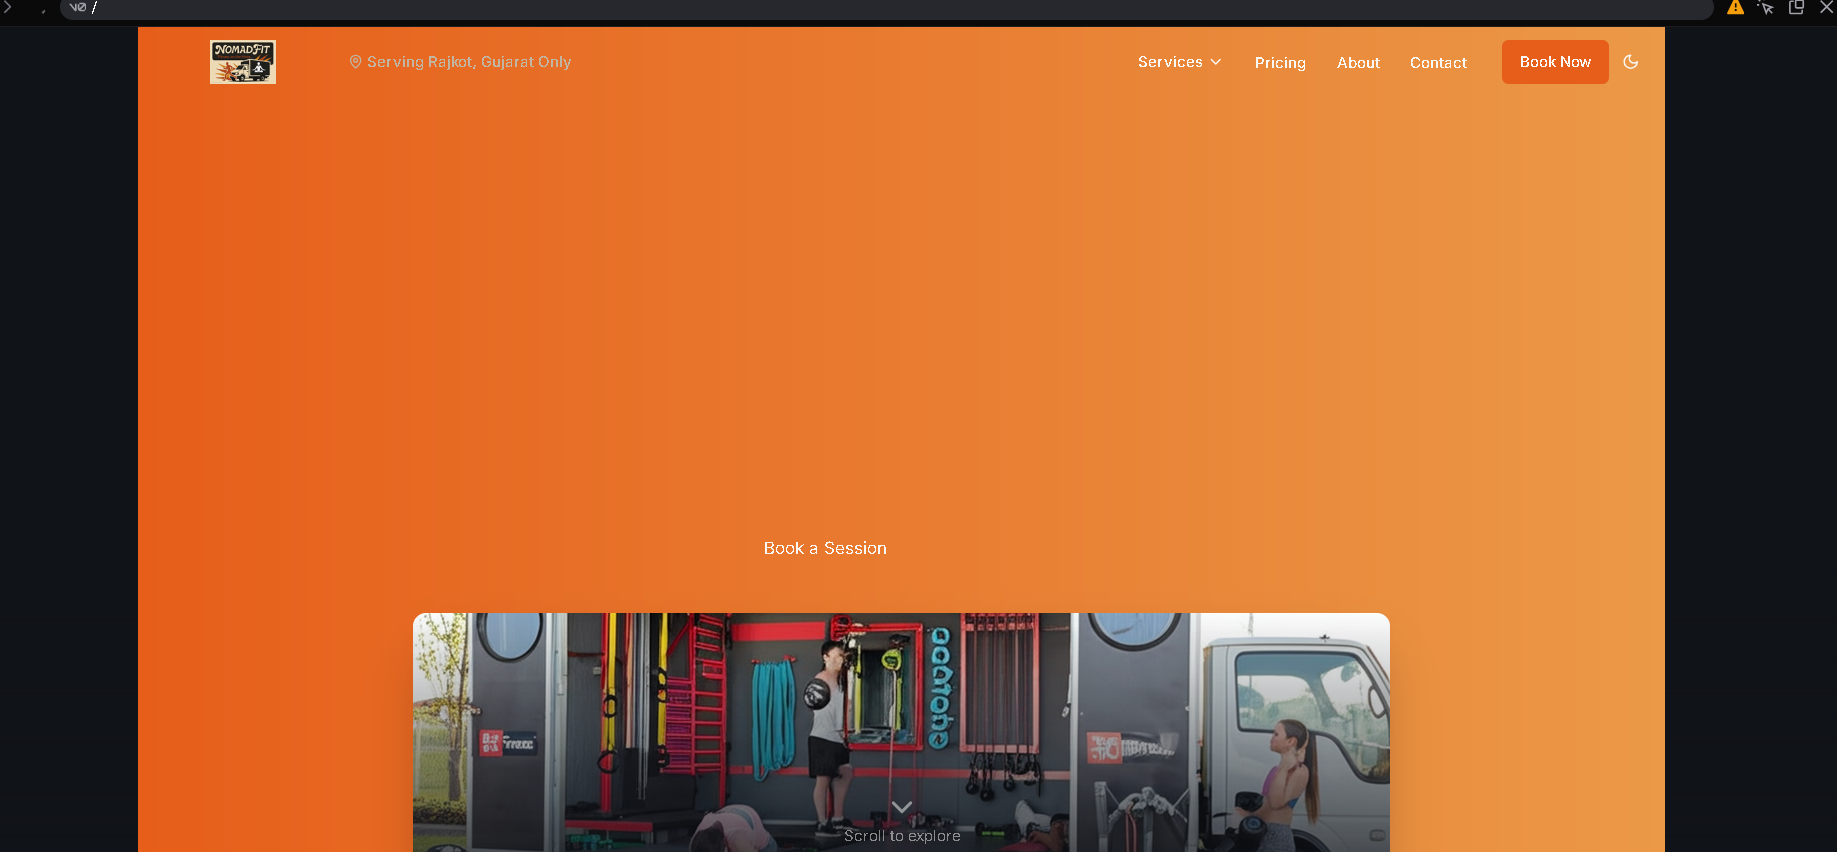 v0 /
NOMADFIT
Serving Rajkot, Gujarat Only
Services
Pricing
About
Contact
Book Now
Book a Session
Scroll to explore